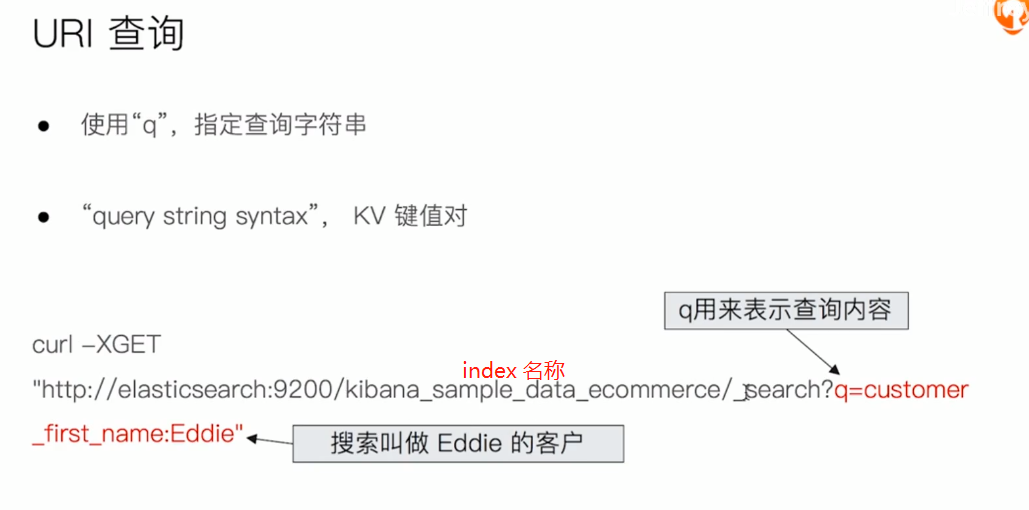 URI 查询
使用“q”，指定查询字符串
“query string syntax”， KV 键值对
q用来表示查询内容
curl –XGET
index 名称
"http://elasticsearch:9200/kibana_sample_data_ecommerce/_search?q=customer
_first_name:Eddie"
搜索叫做 Eddie 的客户